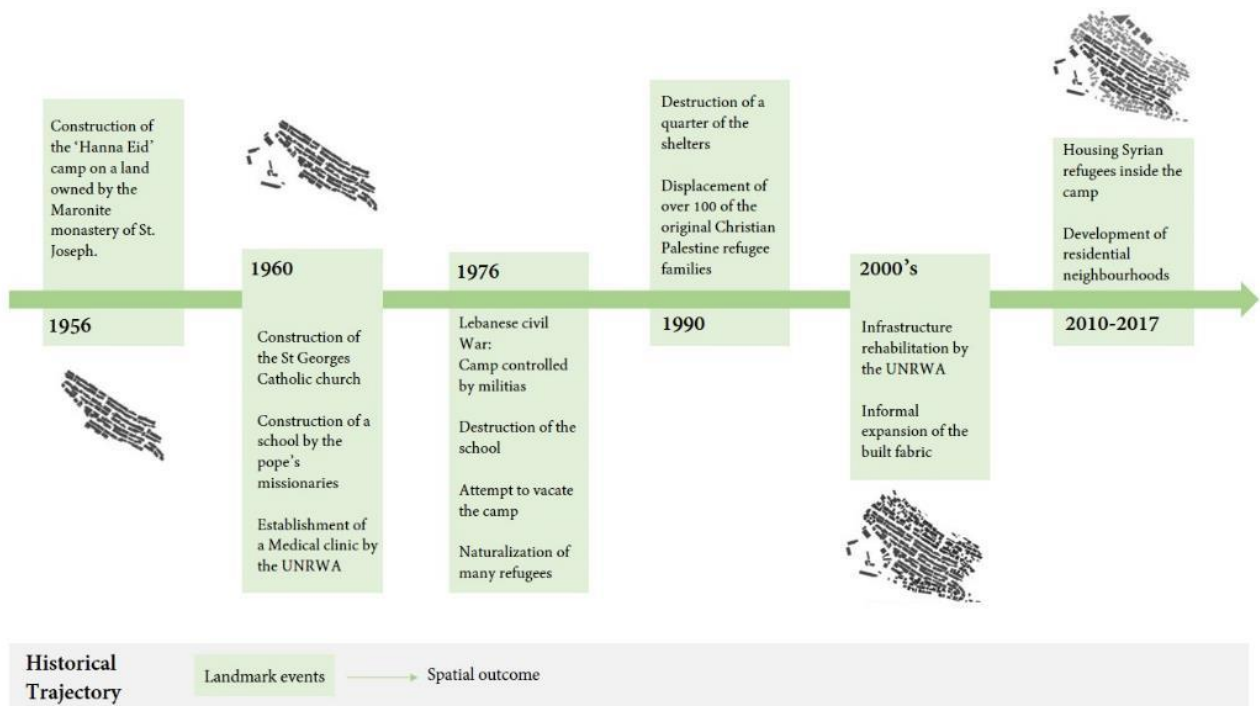 Construction of
the ‘Hanna Eid’
camp on a land
owned by the
Maronite
monastery of St.
Joseph.
1956
1960
Construction of
the St Georges
Catholic church
Construction of a
school by the
pope’s
missionaries
Establishment of
a Medical clinic by
the UNRWA
1976
Lebanese civil
War:
Camp controlled
by militias
Destruction of the
school
Attempt to vacate
the camp
Naturalization of
many refugees
Destruction of a
quarter of the
shelters
Displacement of
over 100 of the
original Christian
Palestine refugee
families
1990
2000’s
Infrastructure
rehabilitation by
the UNRWA
Informal
expansion of the
built fabric
Housing Syrian
refugees inside the
camp
Development of
residential
neighbourhoods
2010-2017
Historical
Trajectory
Landmark events
Spatial outcome